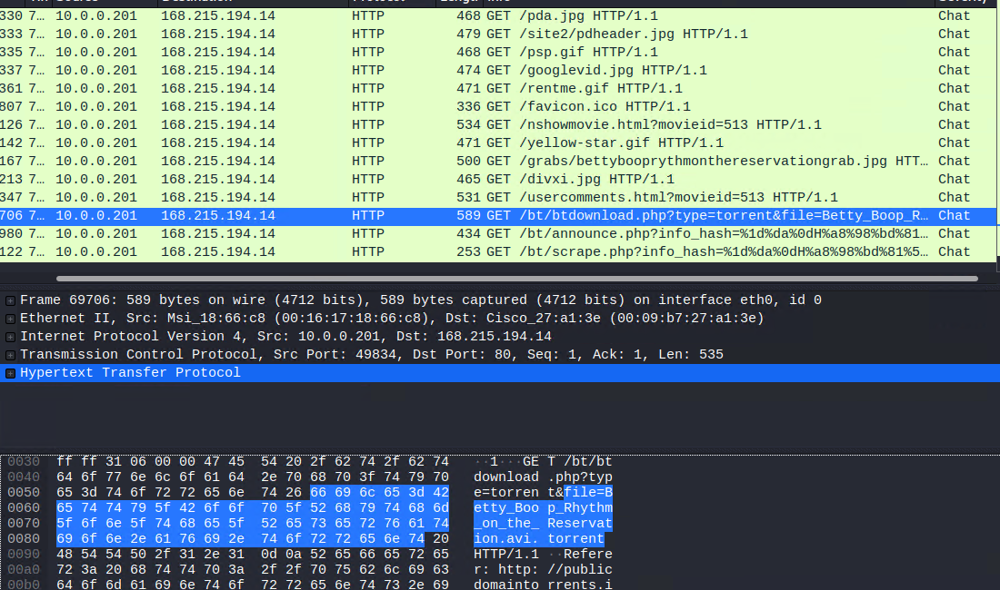 330 7… 10.0.0.201 168.215.194.14 HTTP 468 GET /pda.jpg HTTP/1.1 Chat
333 7… 10.0.0.201 168.215.194.14 HTTP 479 GET /site2/pdheader.jpg HTTP/1.1 Chat
335 7… 10.0.0.201 168.215.194.14 HTTP 468 GET /psp.gif HTTP/1.1 Chat
337 7… 10.0.0.201 168.215.194.14 HTTP 474 GET /googlevid.jpg HTTP/1.1 Chat
361 7… 10.0.0.201 168.215.194.14 HTTP 471 GET /rentme.gif HTTP/1.1 Chat
807 7… 10.0.0.201 168.215.194.14 HTTP 336 GET /favicon.ico HTTP/1.1 Chat
126 7… 10.0.0.201 168.215.194.14 HTTP 534 GET /nshowmovie.html?movieid=513 HTTP/1.1 Chat
142 7… 10.0.0.201 168.215.194.14 HTTP 471 GET /yellow-star.gif HTTP/1.1 Chat
167 7… 10.0.0.201 168.215.194.14 HTTP 500 GET /grabs/bettybooprythmonthereservationgrab.jpg HTT… Chat
213 7… 10.0.0.201 168.215.194.14 HTTP 465 GET /divxi.jpg HTTP/1.1 Chat
347 7… 10.0.0.201 168.215.194.14 HTTP 531 GET /usercomments.html?movieid=513 HTTP/1.1 Chat
706 7… 10.0.0.201 168.215.194.14 HTTP 589 GET /bt/btdownload.php?type=torrent&file=Betty_Boop_R… Chat
980 7… 10.0.0.201 168.215.194.14 HTTP 434 GET /bt/announce.php?info_hash=%1d%da%0dH%a8%98%bd%81… Chat
122 7… 10.0.0.201 168.215.194.14 HTTP 253 GET /bt/scrape.php?info_hash=%1d%da%0dH%a8%98%bd%81%5… Chat
Frame 69706: 589 bytes on wire (4712 bits), 589 bytes captured (4712 bits) on interface eth0, id 0
Ethernet II, Src: Msi_18:66:c8 (00:16:17:18:66:c8), Dst: Cisco_27:a1:3e (00:09:b7:27:a1:3e)
Internet Protocol Version 4, Src: 10.0.0.201, Dst: 168.215.194.14
Transmission Control Protocol, Src Port: 49834, Dst Port: 80, Seq: 1, Ack: 1, Len: 535
Hypertext Transfer Protocol
0030 ff ff 31 06 00 00 47 45 54 20 2f 62 74 2f 62 74 ··1···GE T /bt/bt
0040 64 6f 77 6e 6c 6f 61 64 2e 70 68 70 3f 74 79 70 download .php?typ
0050 65 3d 74 6f 72 72 65 6e 74 26 66 69 6c 65 3d 42 e=torren t&file=B
0060 65 74 74 79 5f 42 6f 6f 70 5f 52 68 79 74 68 6d etty_Boo p_Rhythm
0070 5f 6f 6e 5f 74 68 65 5f 52 65 73 65 72 76 61 74 _on_the_ Reservat
0080 69 6f 6e 2e 61 76 69 2e 74 6f 72 72 65 6e 74 20 ion.avi. torrent
0090 48 54 54 50 2f 31 2e 31 0d 0a 52 65 66 65 72 65 HTTP/1.1 ··Refere
00a0 72 3a 20 68 74 74 70 3a 2f 2f 70 75 62 6c 69 63 r: http: //public
00b0 64 6f 6d 61 69 6e 74 6f 72 72 65 6e 74 73 2e 69 domainto rrents.i